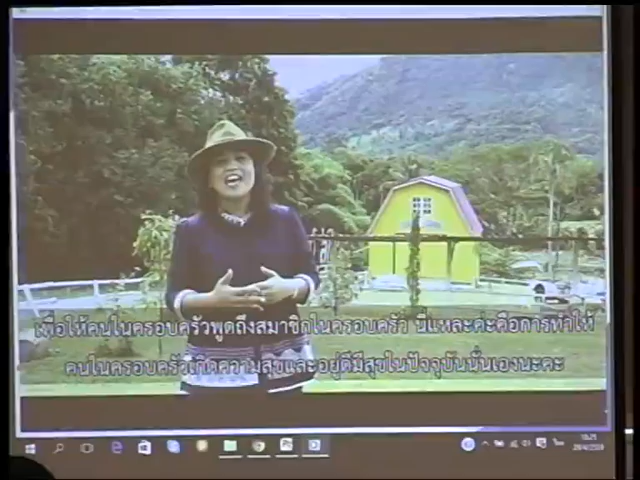 เพื่อให้คนในครอบครัวพูดถึงสมาชิกในครอบครัว นี่แหละค่ะคือการทำให้
คนในครอบครัวเกิดความสุขและอยู่ดีมีสุขในปัจจุบันนั่นเองนะคะ